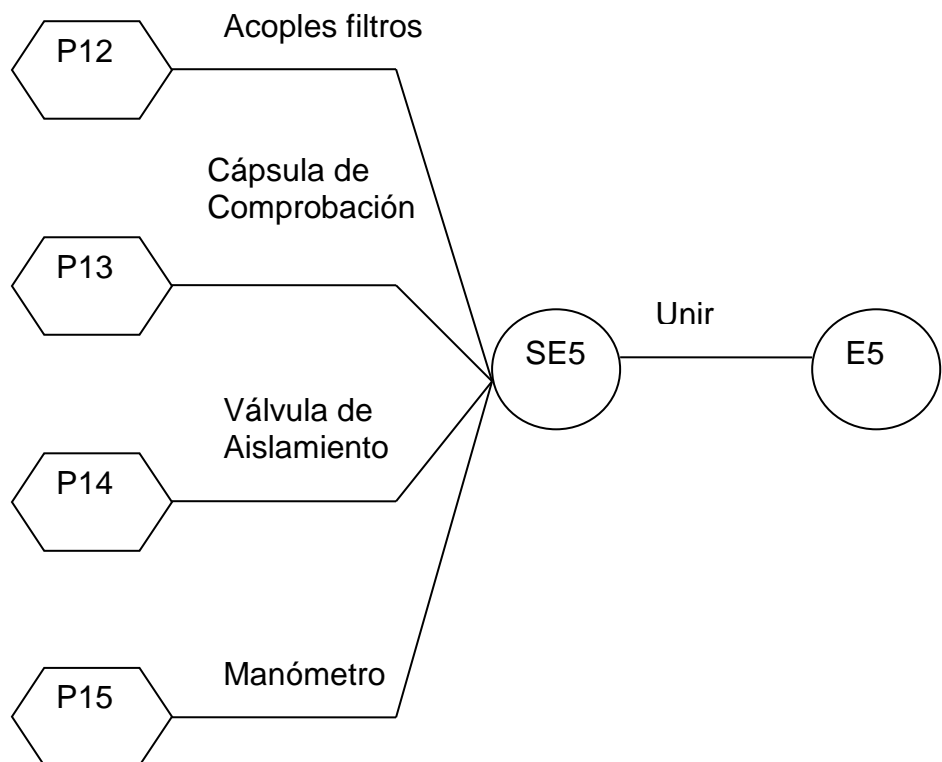 Acoples filtros
P12
Cápsula de
Comprobación
P13
Unir
SE5
E5
Válvula de
Aislamiento
P14
Manómetro
P15